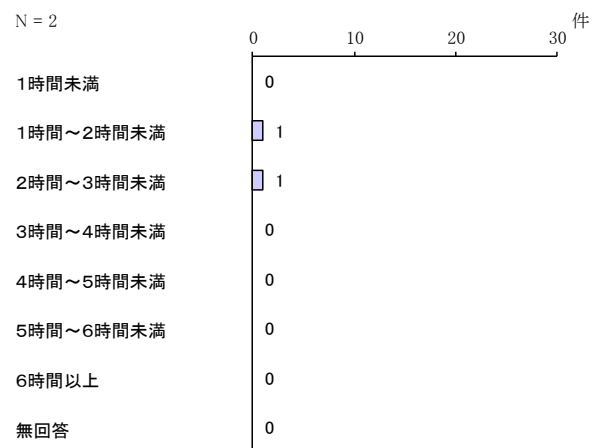 N = 2
件
0 10 20 30
1時間未満 0
1時間～2時間未満 1
2時間～3時間未満 1
3時間～4時間未満 0
4時間～5時間未満 0
5時間～6時間未満 0
6時間以上 0
無回答 0